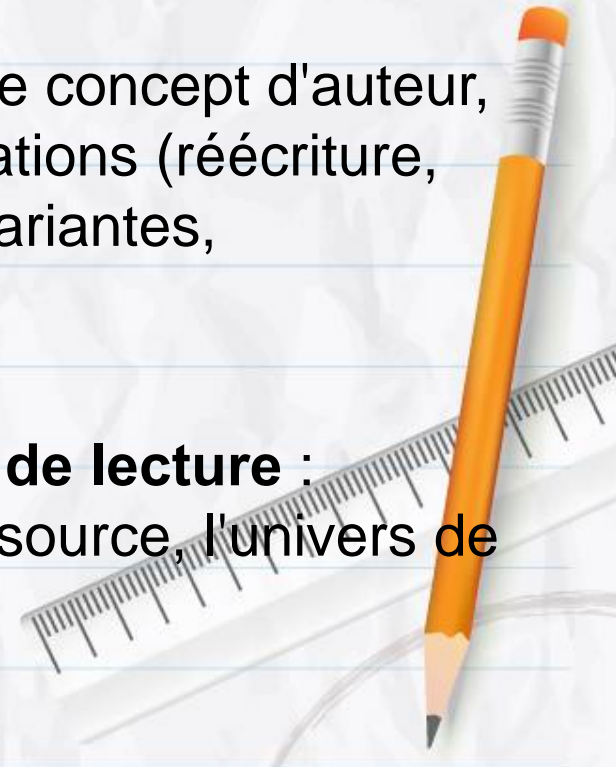 e concept d'auteur,
ations (réécriture,
ariantes,
de lecture :
source, l'univers de